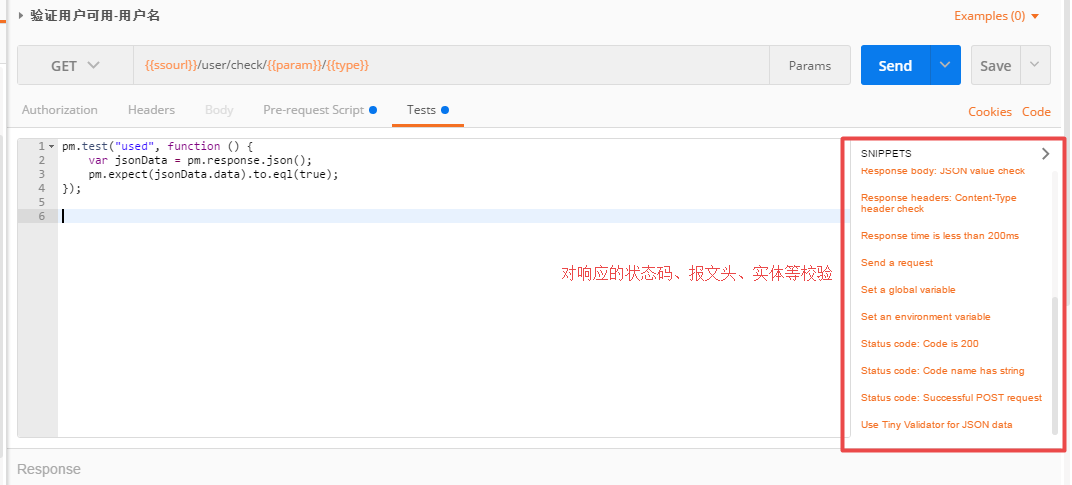 验证用户可用-用户名
Examples (0)
GET
{{ssourl}}/user/check/{{param}}/{{type}}
Params
Send
Save
Authorization
Headers
Body
Pre-request Script
Tests
Cookies
Code
1 pm.test("used", function () {
2 var jsonData = pm.response.json();
3 pm.expect(jsonData.data).to.eql(true);
4 });
5
6
对响应的状态码、报文头、实体等校验
SNIPPETS
Response body: JSON value check
Response headers: Content-Type
header check
Response time is less than 200ms
Send a request
Set a global variable
Set an environment variable
Status code: Code is 200
Status code: Code name has string
Status code: Successful POST request
Use Tiny Validator for JSON data
Response